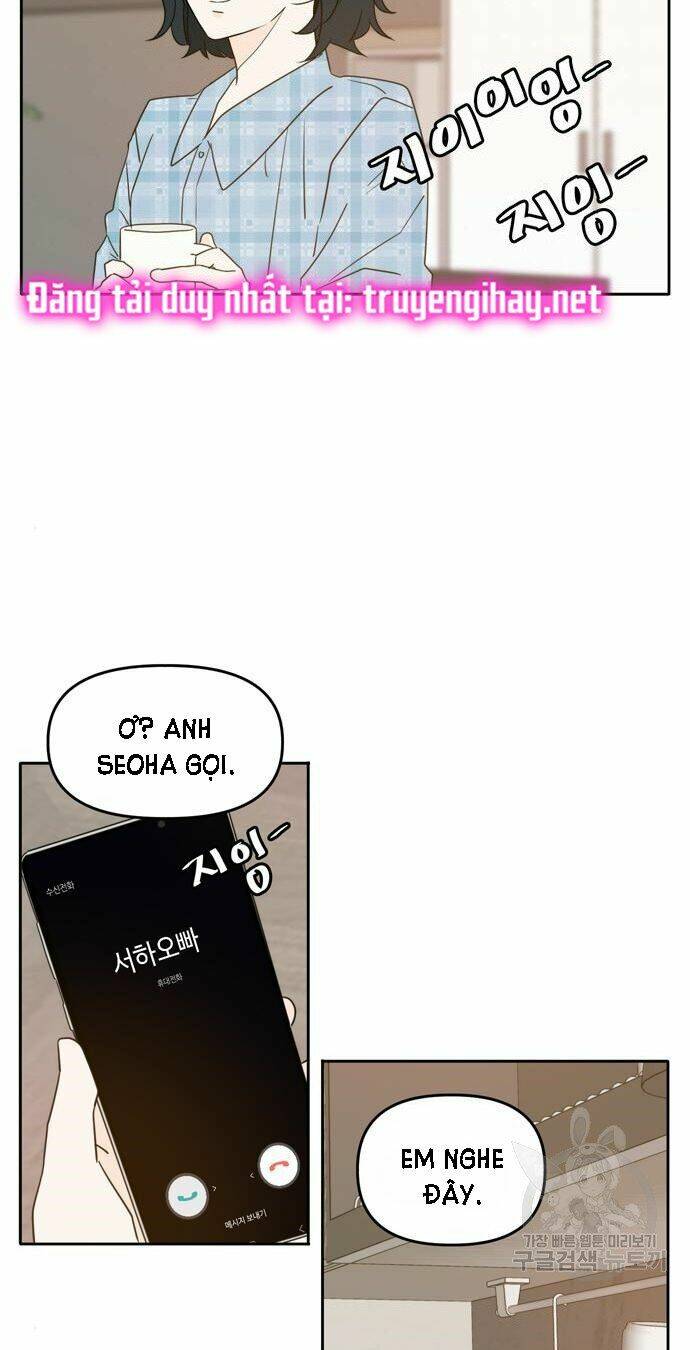 지이이이잉-
지잉-
Đăng tải duy nhất tại: truyengihay.net
Ơ? ANH
SEOHA GỌI.
지잉-
수신전화
서하오빠
휴대전화
메시지 보내기
EM NGHE
ĐÂY.
가장 빠른 웹툰 미리보기
구글검색 뉴토끼